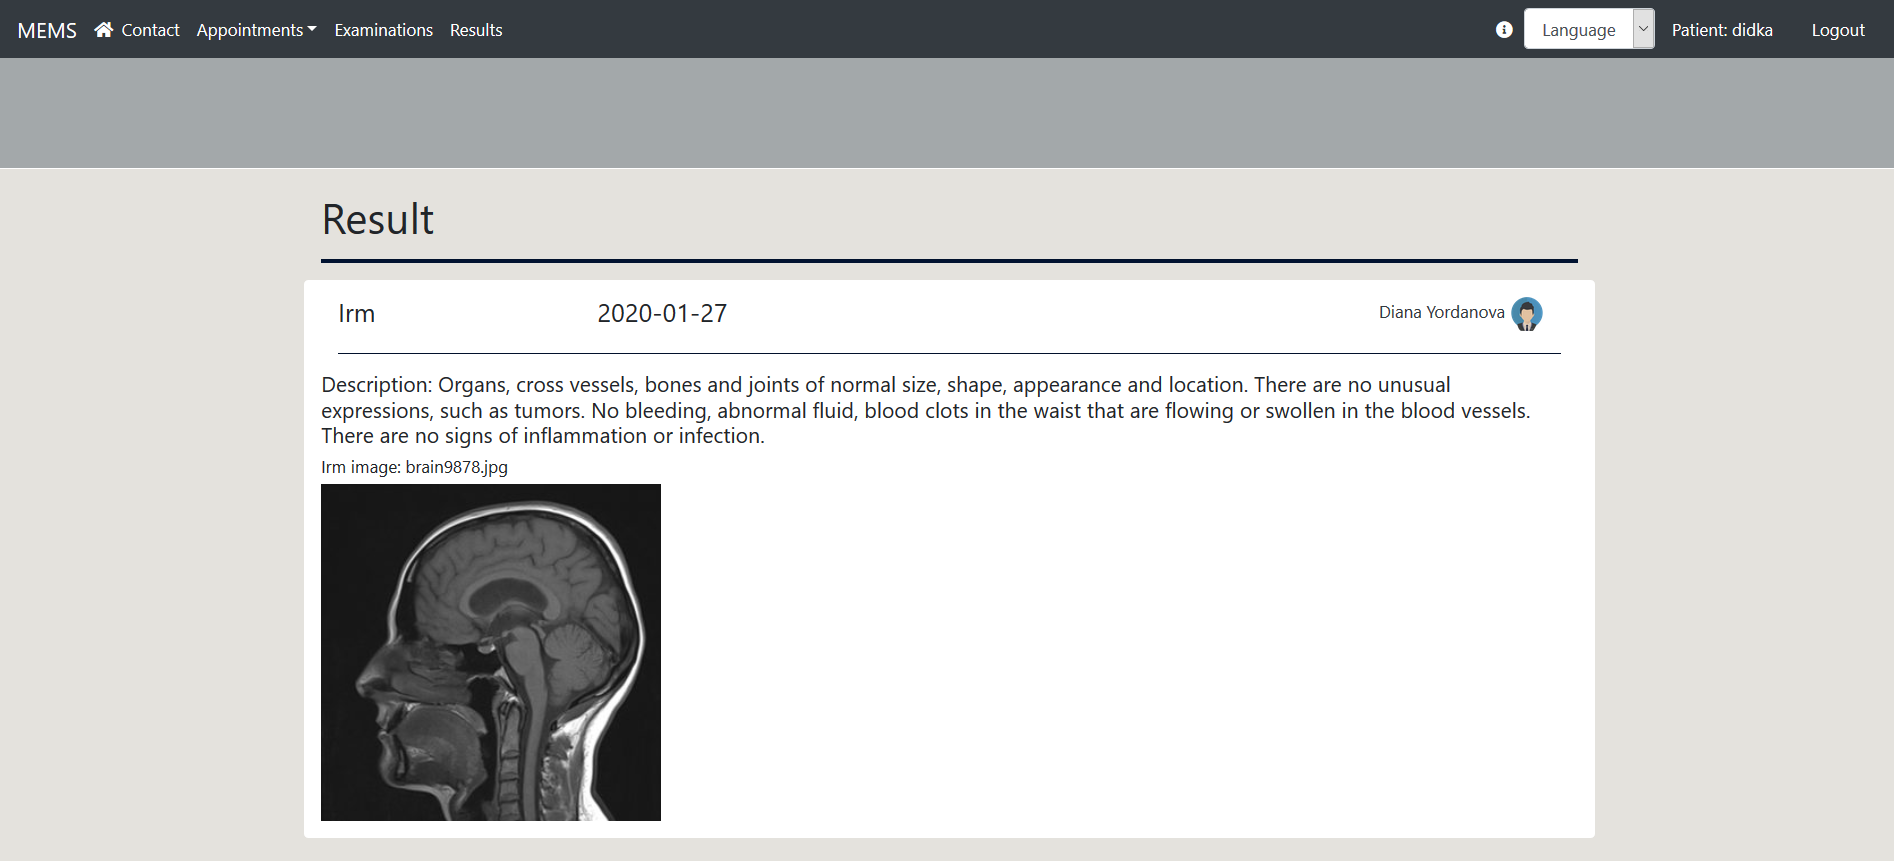 MEMS Contact Appointments Examinations Results Language Patient: didka Logout
Result
Irm 2020-01-27 Diana Yordanova
Description: Organs, cross vessels, bones and joints of normal size, shape, appearance and location. There are no unusual
expressions, such as tumors. No bleeding, abnormal fluid, blood clots in the waist that are flowing or swollen in the blood vessels.
There are no signs of inflammation or infection.
Irm image: brain9878.jpg